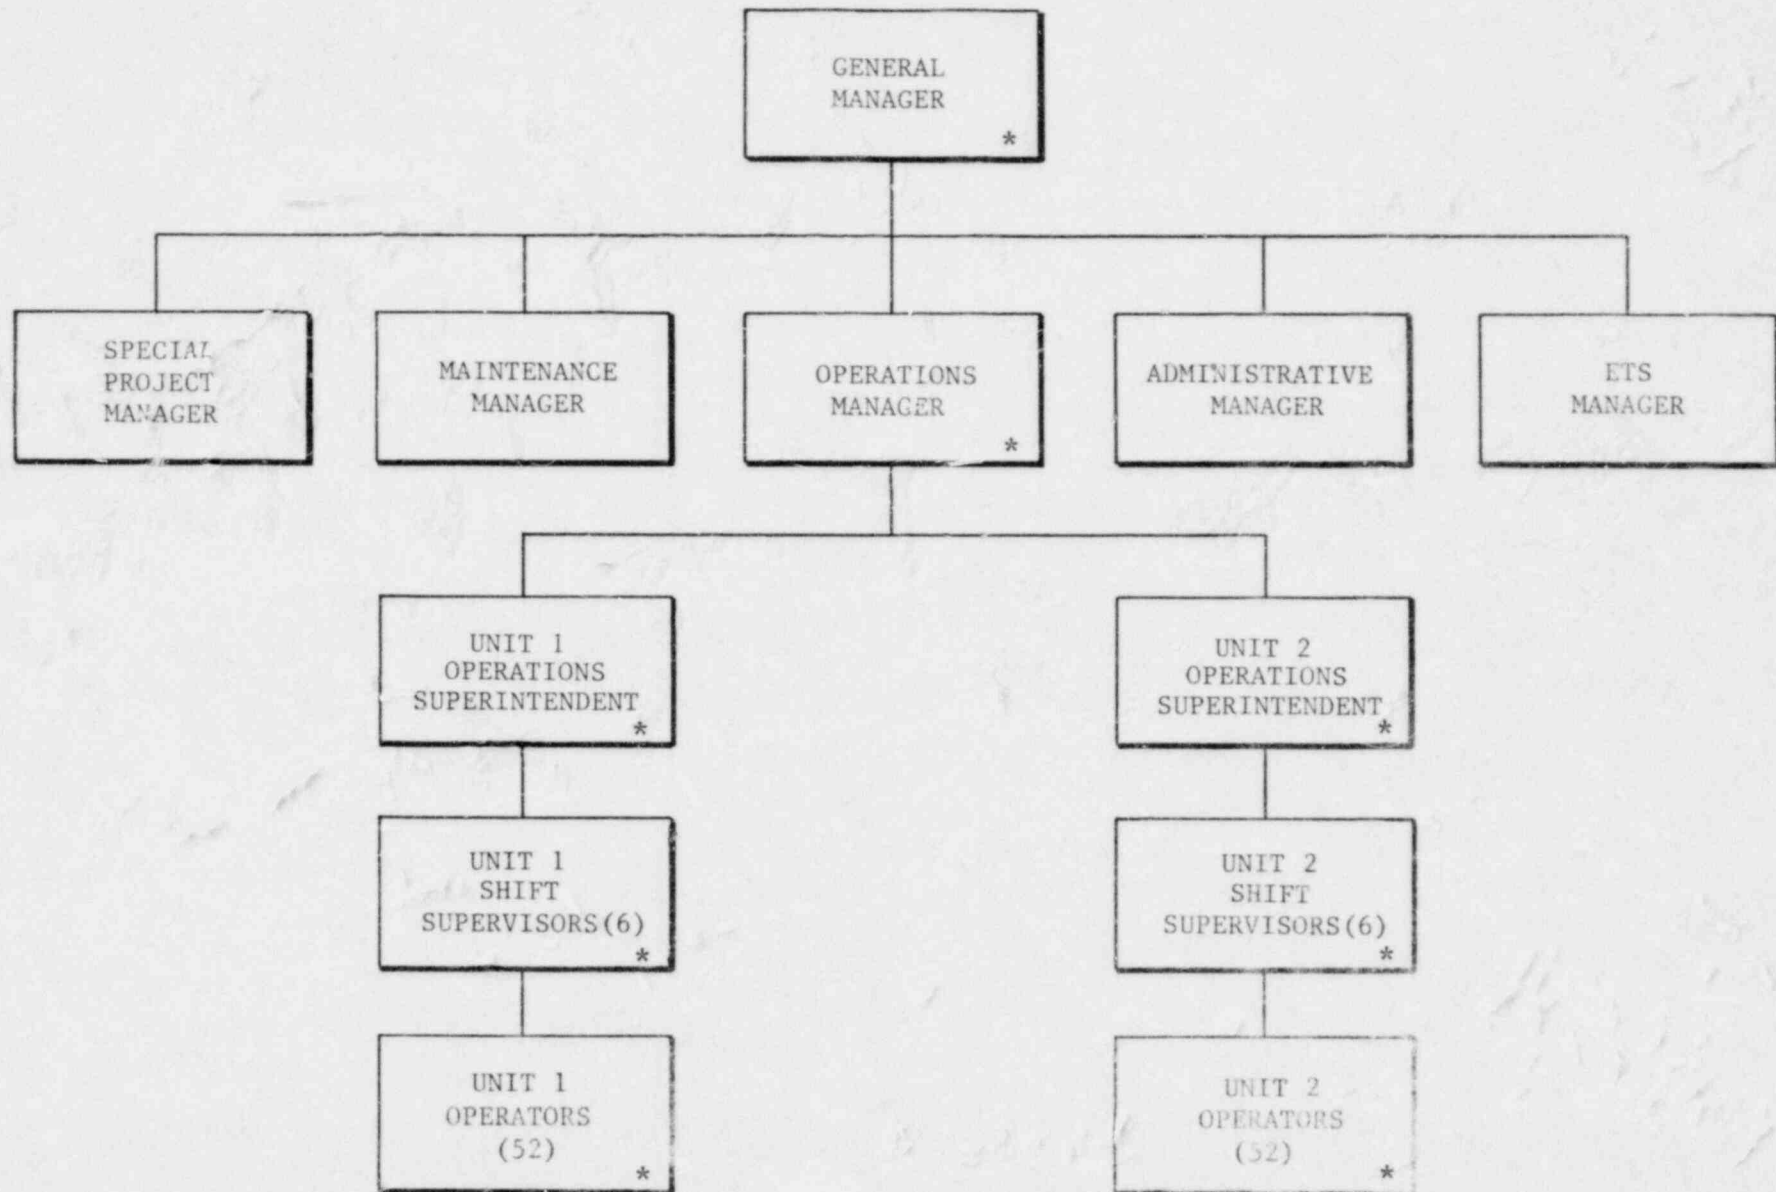 GENERAL
MANAGER
*
SPECIAL
PROJECT
MANAGER
MAINTENANCE
MANAGER
OPERATIONS
MANAGER
*
ADMINISTRATIVE
MANAGER
ETS
MANAGER
UNIT 1
OPERATIONS
SUPERINTENDENT
*
UNIT 2
OPERATIONS
SUPERINTENDENT
*
UNIT 1
SHIFT
SUPERVISORS(6)
*
UNIT 2
SHIFT
SUPERVISORS(6)
*
UNIT 1
OPERATORS
(52)
*
UNIT 2
OPERATORS
(52)
*